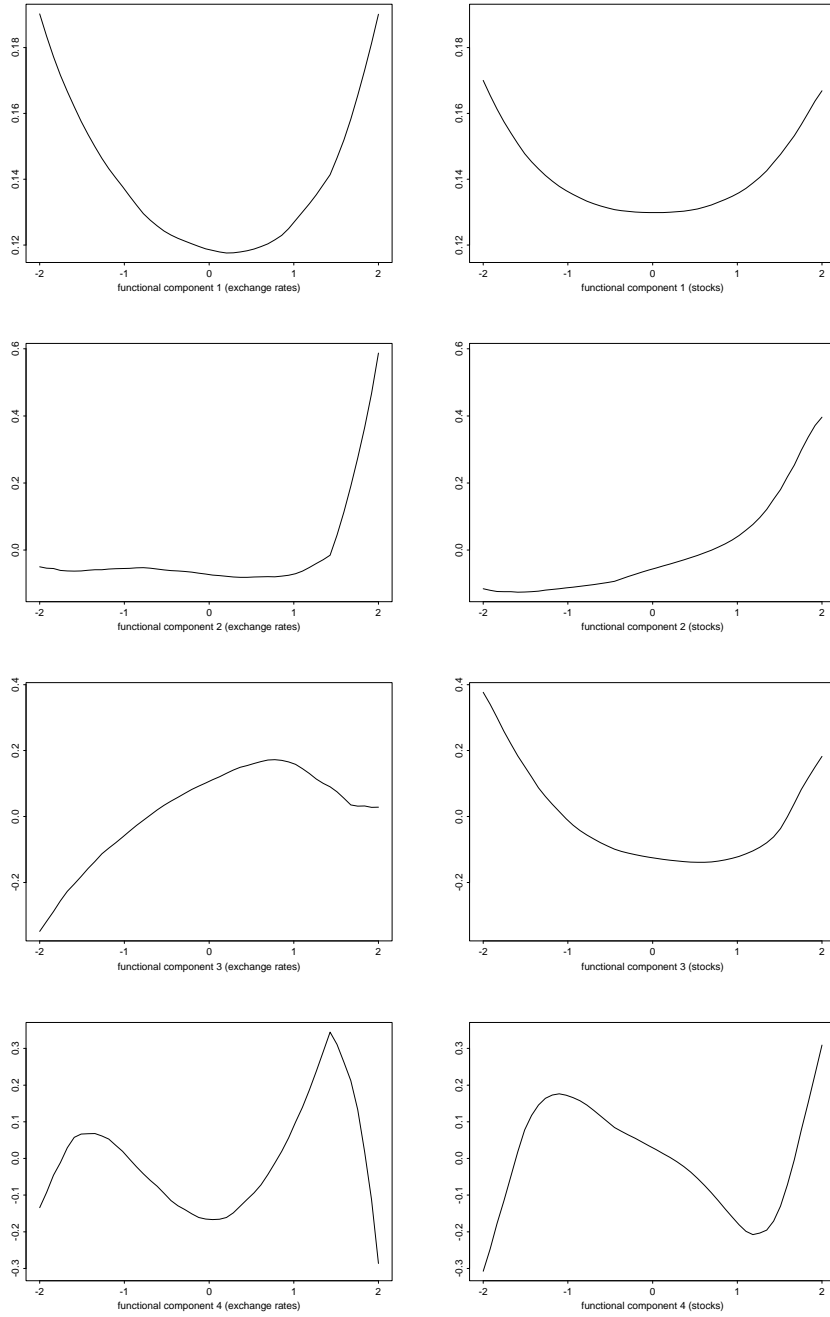 0.18
0.16
0.14
0.12
-2 -1 0 1 2
functional component 1 (exchange rates)
0.18
0.16
0.14
0.12
-2 -1 0 1 2
functional component 1 (stocks)
0.6
0.4
0.2
0.0
-2 -1 0 1 2
functional component 2 (exchange rates)
0.6
0.4
0.2
0.0
-2 -1 0 1 2
functional component 2 (stocks)
0.4
0.2
0.0
-0.2
-2 -1 0 1 2
functional component 3 (exchange rates)
0.4
0.2
0.0
-0.2
-2 -1 0 1 2
functional component 3 (stocks)
0.3
0.2
0.1
0.0
-0.1
-0.2
-0.3
-2 -1 0 1 2
functional component 4 (exchange rates)
0.3
0.2
0.1
0.0
-0.1
-0.2
-0.3
-2 -1 0 1 2
functional component 4 (stocks)